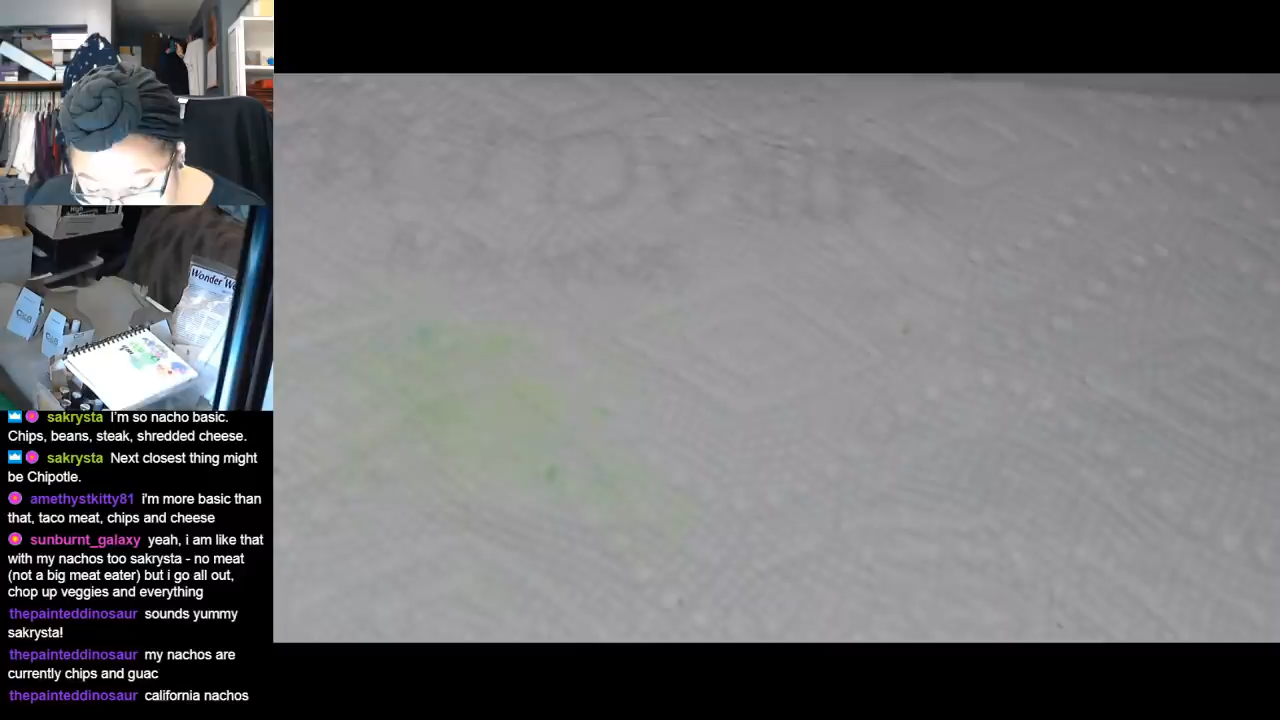 Wonder We
sakrysta I'm so nacho basic.
Chips, beans, steak, shredded cheese.
sakrysta Next closest thing might
be Chipotle.
amethystkitty81 i'm more basic than
that, taco meat, chips and cheese
sunburnt_galaxy yeah, i am like that
with my nachos too sakrysta - no meat
(not a big meat eater) but i go all out,
chop up veggies and everything
thepainteddinosaur sounds yummy
sakrysta!
thepainteddinosaur my nachos are
currently chips and guac
thepainteddinosaur california nachos